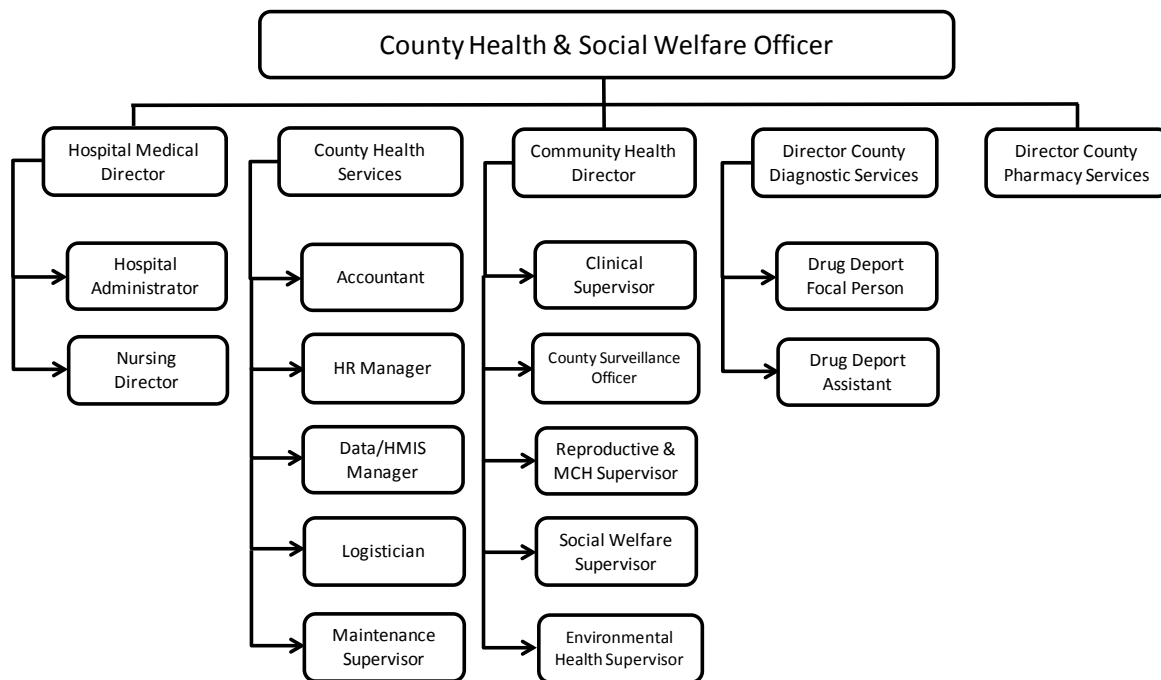 County Health & Social Welfare Officer
Hospital Medical
Director
County Health
Services
Community Health
Director
Director County
Diagnostic Services
Director County
Pharmacy Services
Hospital
Administrator
Nursing
Director
Accountant
HR Manager
Data/HMIS
Manager
Logistician
Maintenance
Supervisor
Clinical
Supervisor
County Surveillance
Officer
Reproductive &
MCH Supervisor
Social Welfare
Supervisor
Environmental
Health Supervisor
Drug Deport
Focal Person
Drug Deport
Assistant